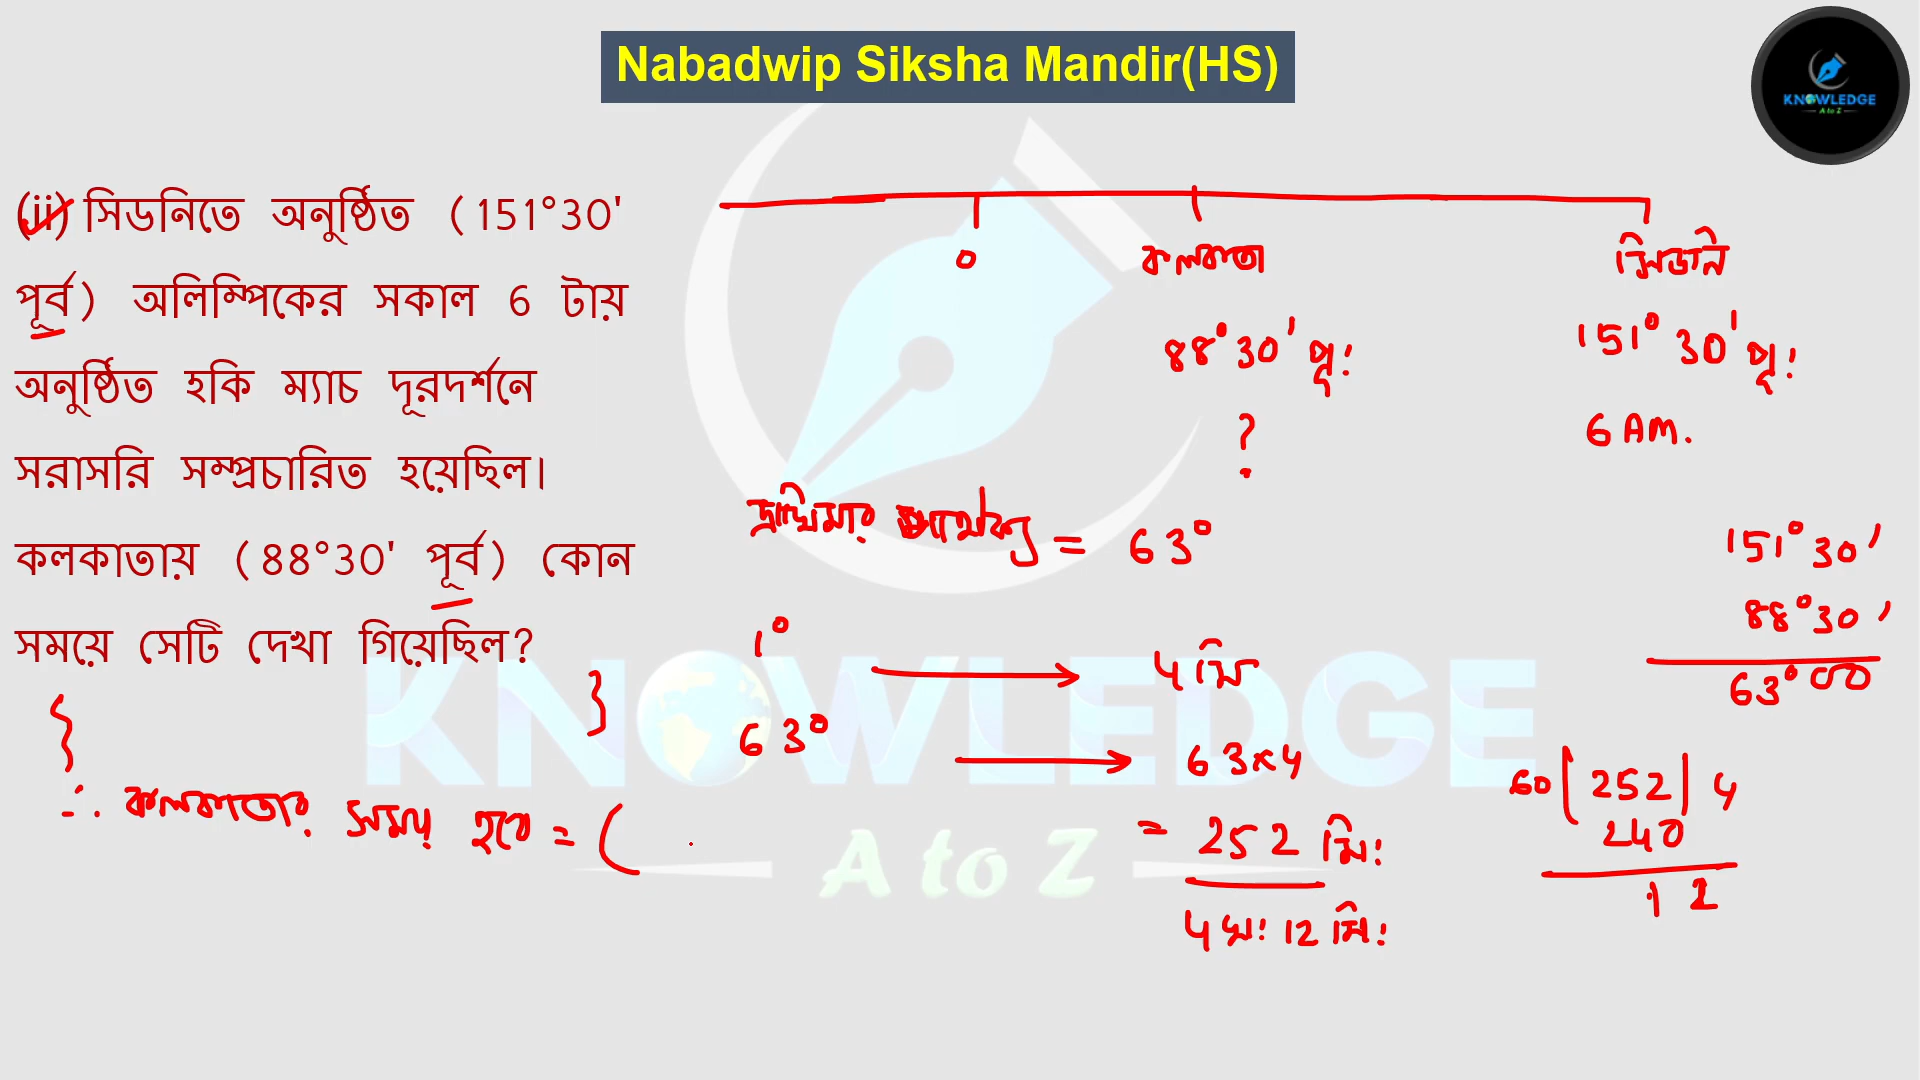 Nabadwip Siksha Mandir(HS)
KNOWLEDGE
A to Z
(ii) সিডনিতে অনুষ্ঠিত (151°30'
পূর্ব) অলিম্পিকের সকাল 6 টায়
অনুষ্ঠিত হকি ম্যাচ দূরদর্শনে
সরাসরি সম্প্রচারিত হয়েছিল।
কলকাতায় (88°30' পূর্ব) কোন
সময়ে সেটি দেখা গিয়েছিল?
0 কলকাতা সিডনি
88°30' পূঃ 151°30' পূঃ
? 6 AM.
দ্রাঘিমার পার্থক্য = 63°
151°30'
88°30'
63°00
1° 4 মি
63° 63×4
= 252 মিঃ
4 ঘঃ 12 মিঃ
60 ( 252 | 4
240
12
∴ কলকাতার সময় হবে = (
KNOWLEDGE
A to Z